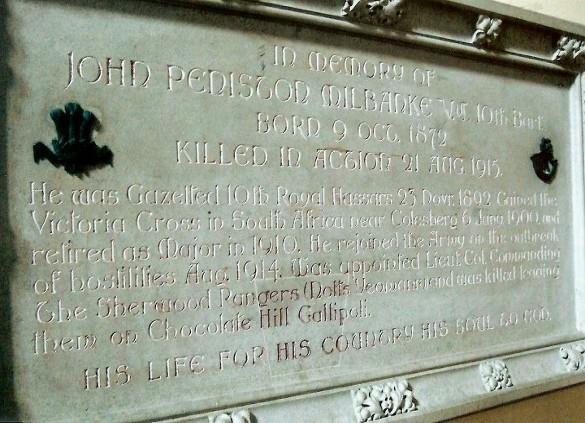 IN MEMORY OF
JOHN PENISTON MILBANKE V.C. 10th Bart.
BORN 9 OCT. 1872
KILLED IN ACTION 21 AUG 1915.
He was Gazetted 10th Royal Hussars 23 Novr. 1892 Gained the
Victoria Cross in South Africa near Colesberg 5 Jany. 1900 and
retired as Major in 1910. He rejoined the Army on the outbreak
of hostilities Aug. 1914. Was appointed Lieut. Col. Commanding
The Sherwood Rangers (Notts Yeomanry) and was killed leading
them on Chocolate Hill Gallipoli.
HIS LIFE FOR HIS COUNTRY HIS SOUL TO GOD.